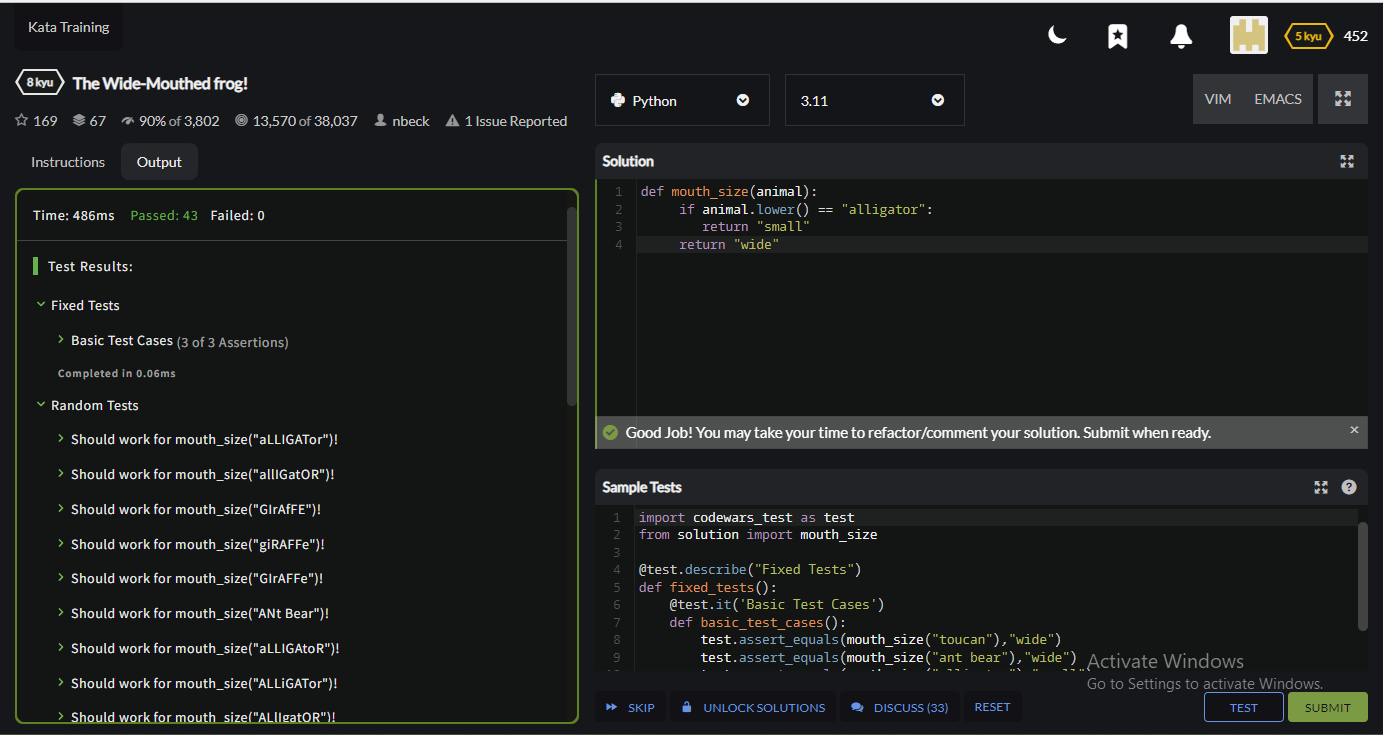 Kata Training
5 kyu 452
8 kyu The Wide-Mouthed frog!
169 67 90% of 3,802 13,570 of 38,037 nbeck 1 Issue Reported
Python 3.11 VIM EMACS
Instructions Output
Time: 486ms Passed: 43 Failed: 0
Test Results:
Fixed Tests
Basic Test Cases (3 of 3 Assertions)
Completed in 0.06ms
Random Tests
Should work for mouth_size("aLLIGATor")!
Should work for mouth_size("allIGatOR")!
Should work for mouth_size("GIrAfFE")!
Should work for mouth_size("giRAFFe")!
Should work for mouth_size("GIrAFFe")!
Should work for mouth_size("ANt Bear")!
Should work for mouth_size("aLLIGAtoR")!
Should work for mouth_size("ALLiGATor")!
Should work for mouth_size("ALlIgatOR")!
Solution
1 def mouth_size(animal):
2 if animal.lower() == "alligator":
3 return "small"
4 return "wide"
Good Job! You may take your time to refactor/comment your solution. Submit when ready.
Sample Tests
1 import codewars_test as test
2 from solution import mouth_size
3
4 @test.describe("Fixed Tests")
5 def fixed_tests():
6 @test.it('Basic Test Cases')
7 def basic_test_cases():
8 test.assert_equals(mouth_size("toucan"),"wide")
9 test.assert_equals(mouth_size("ant bear"),"wide")
Activate Windows
Go to Settings to activate Windows.
SKIP UNLOCK SOLUTIONS DISCUSS (33) RESET TEST SUBMIT